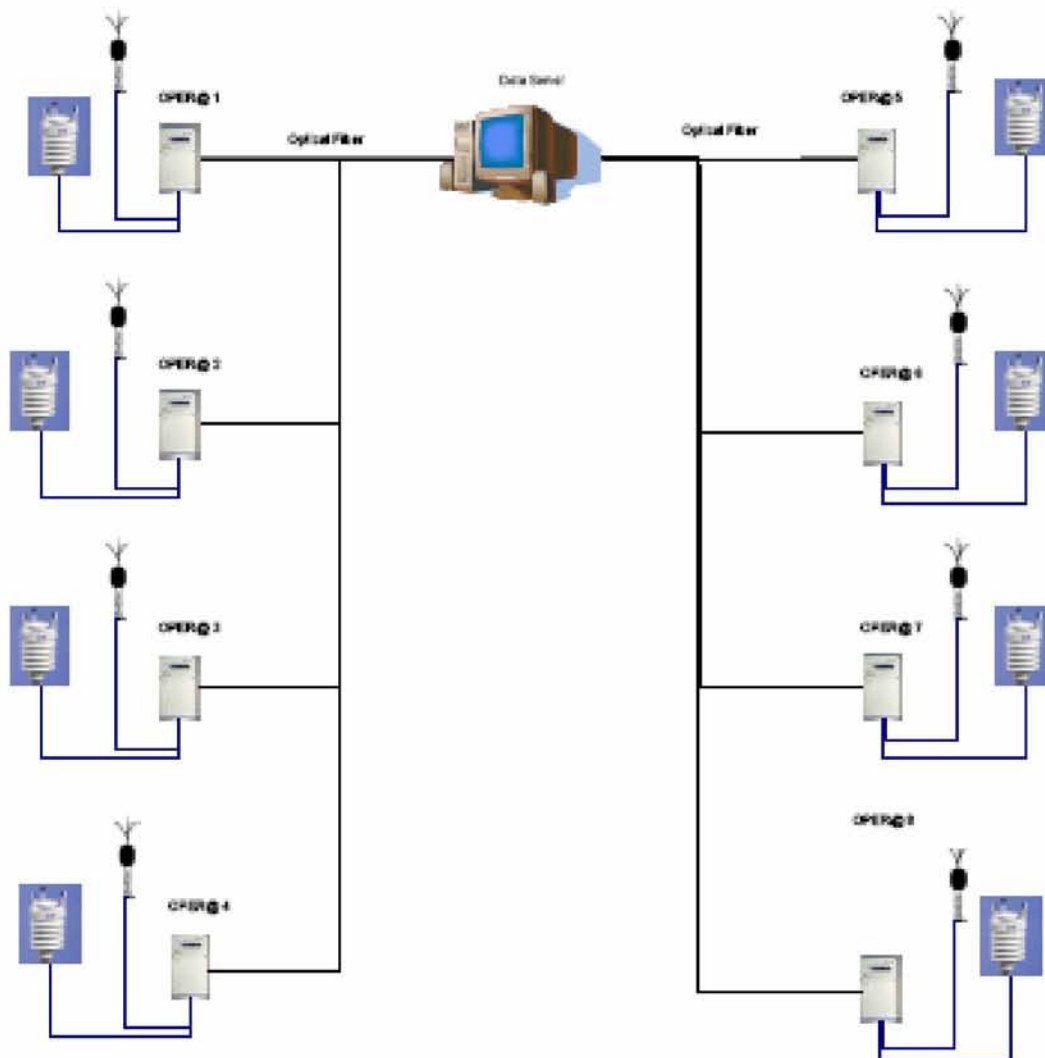 Data Server
OPER@ 1
OPER@ 5
Optical Fiber
Optical Fiber
OPER@ 2
OPER@ 6
OPER@ 3
OPER@ 7
OPER@ 4
OPER@ 8